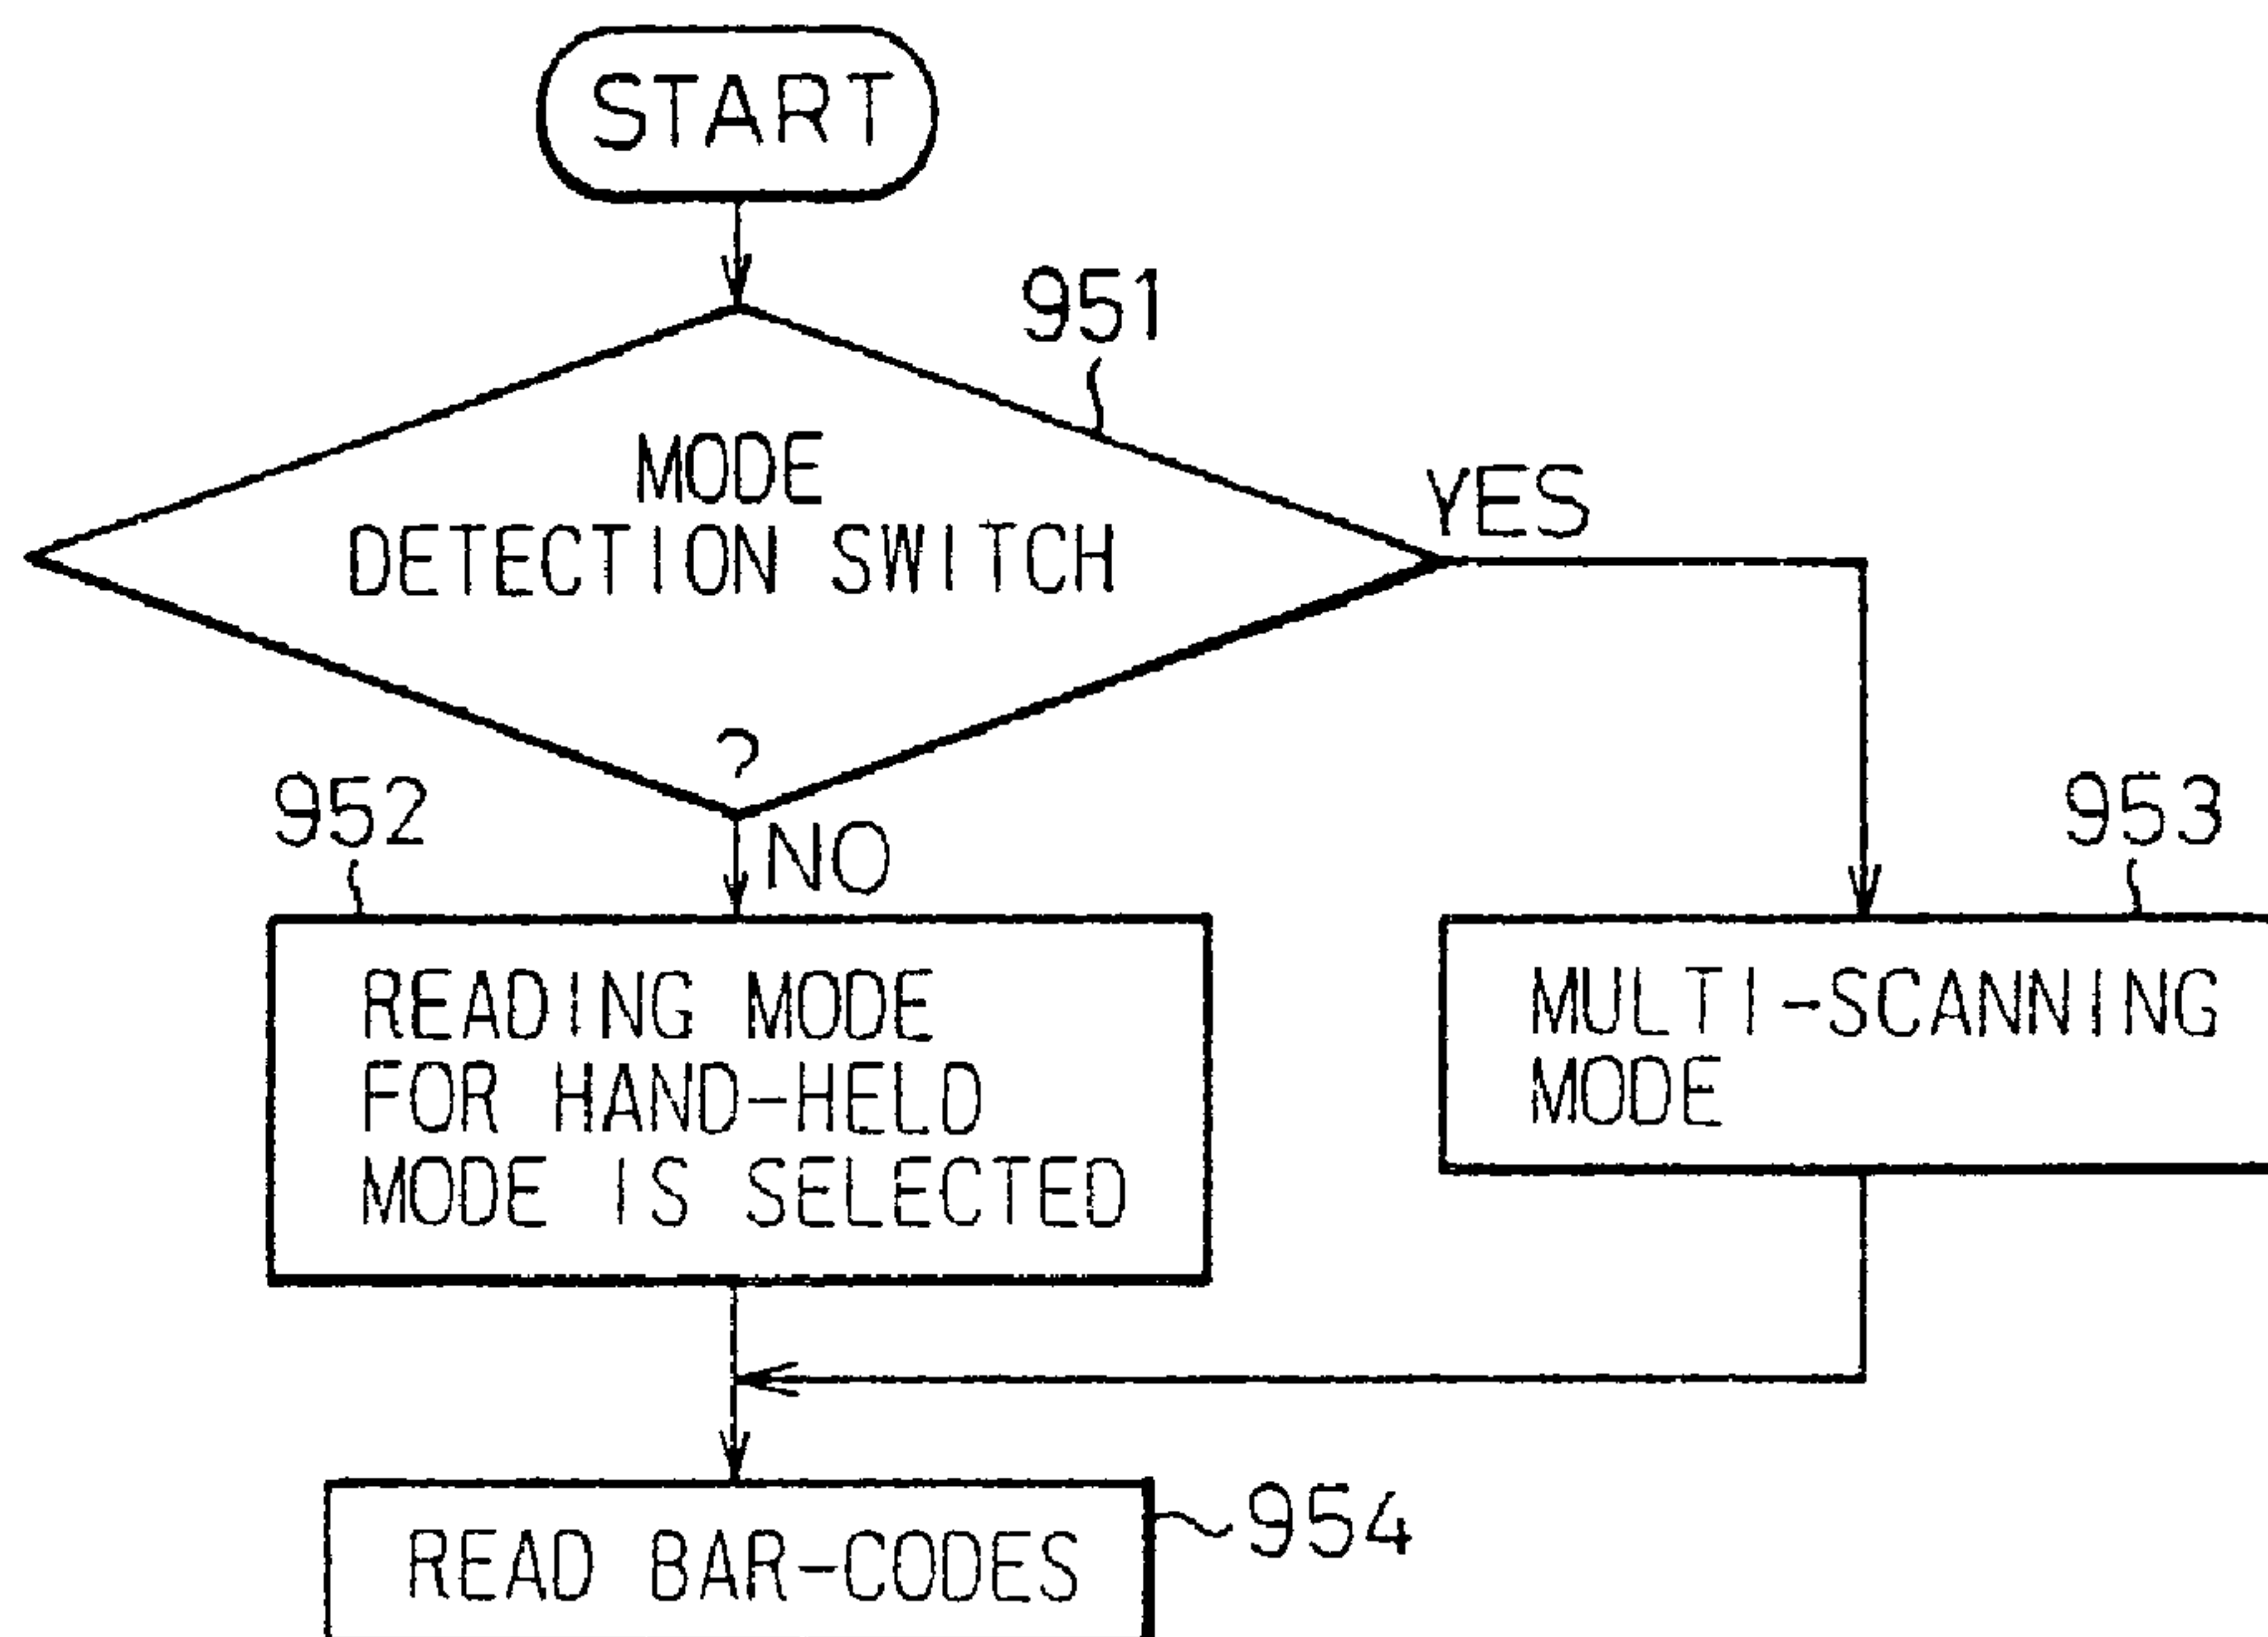 START
951
MODE
DETECTION SWITCH
?
YES
NO
952
953
READING MODE
FOR HAND-HELD
MODE IS SELECTED
MULTI-SCANNING
MODE
READ BAR-CODES
954